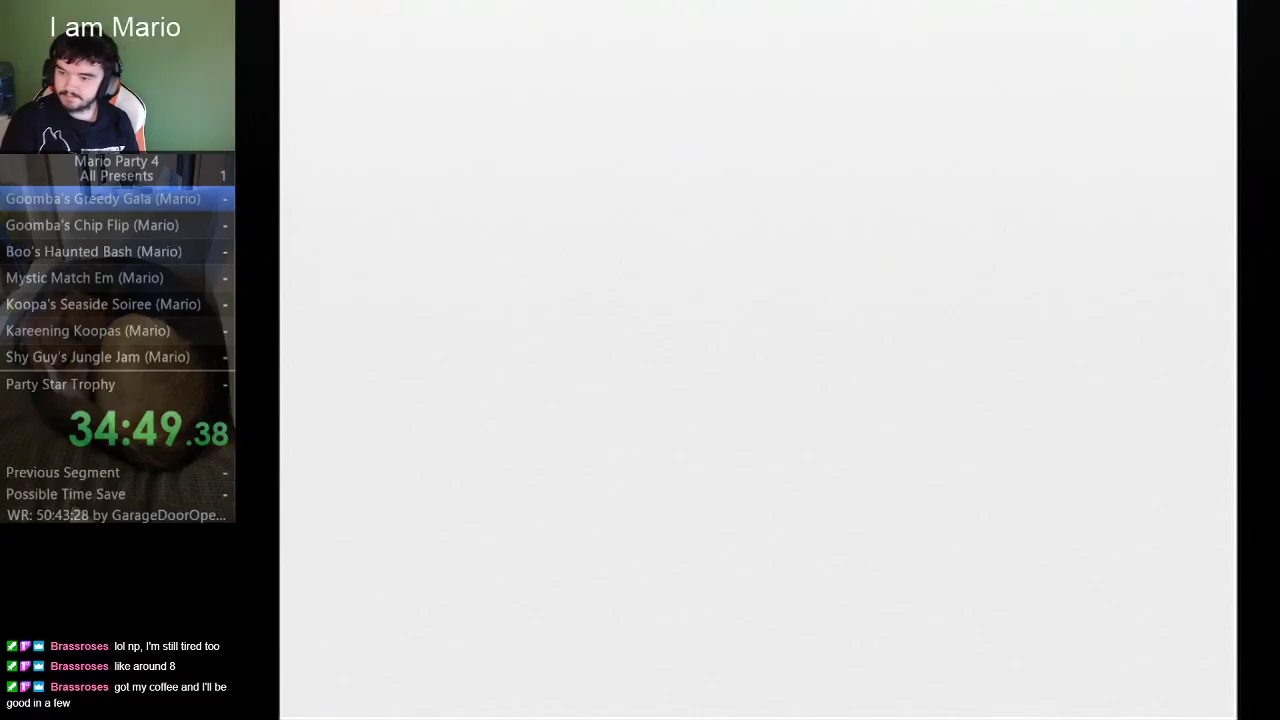 I am Mario
Mario Party 4
All Presents 1
Goomba's Greedy Gala (Mario) -
Goomba's Chip Flip (Mario) -
Boo's Haunted Bash (Mario) -
Mystic Match Em (Mario) -
Koopa's Seaside Soiree (Mario) -
Kareening Koopas (Mario) -
Shy Guy's Jungle Jam (Mario) -
Party Star Trophy -
34:49.38
Previous Segment -
Possible Time Save -
WR: 50:43:28 by GarageDoorOpe...
Brassroses lol np, I'm still tired too
Brassroses like around 8
Brassroses got my coffee and I'll be
good in a few